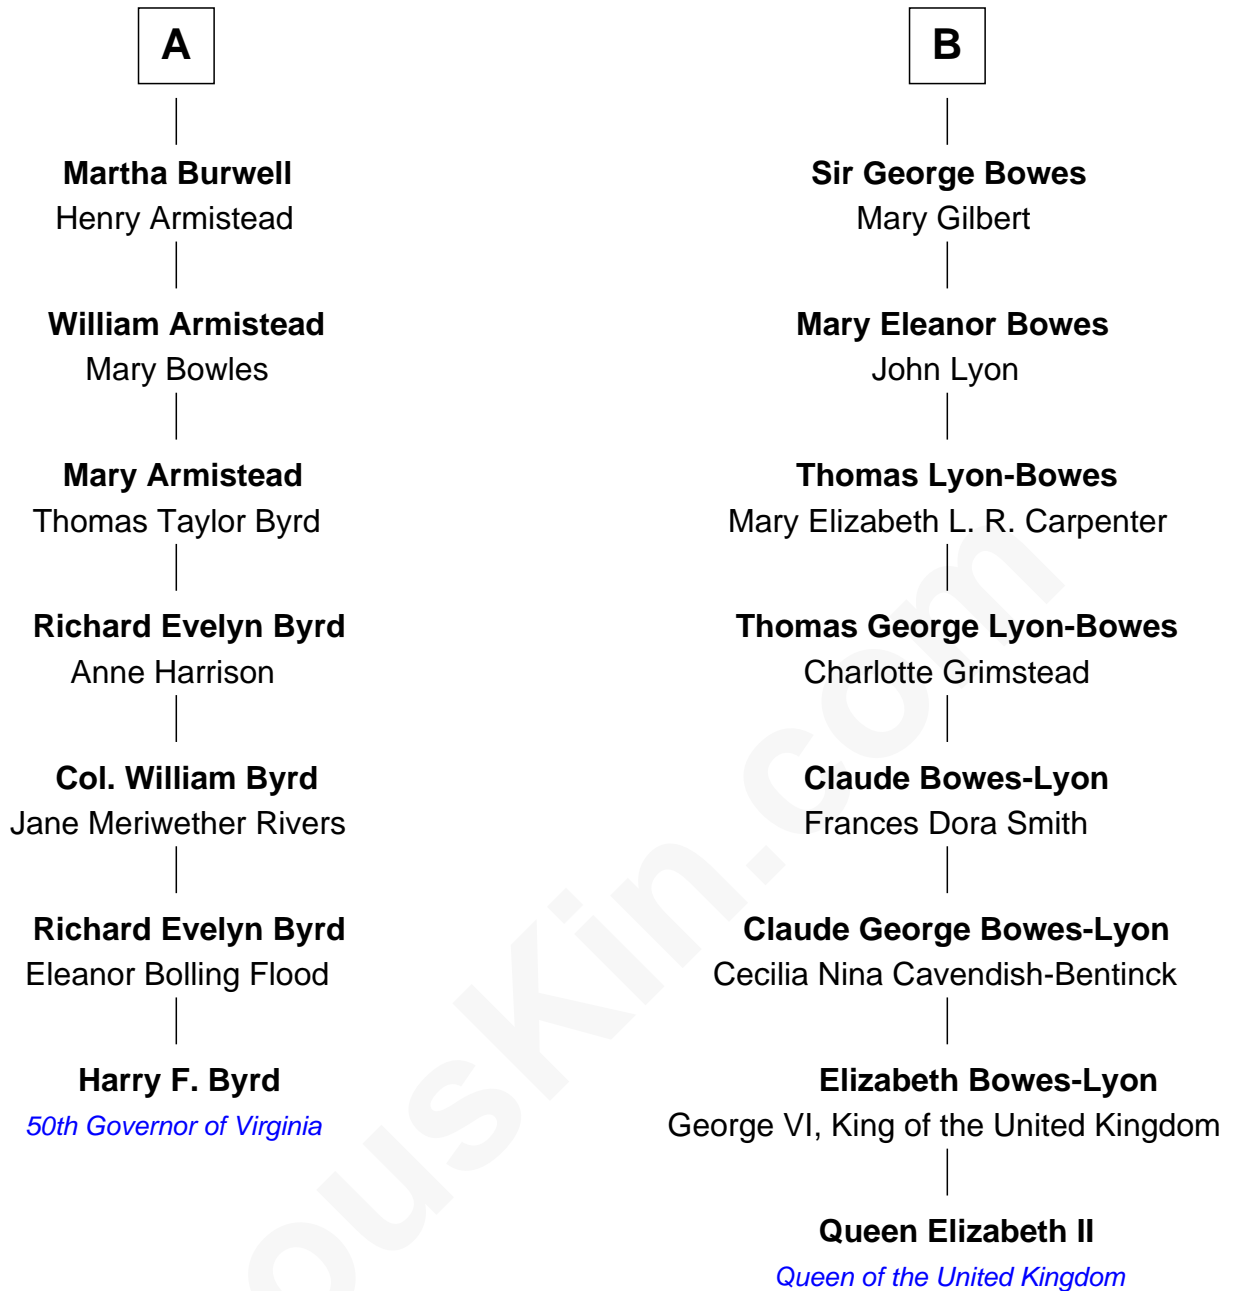 A
Martha Burwell
Henry Armistead
William Armistead
Mary Bowles
Mary Armistead
Thomas Taylor Byrd
Richard Evelyn Byrd
Anne Harrison
Col. William Byrd
Jane Meriwether Rivers
Richard Evelyn Byrd
Eleanor Bolling Flood
Harry F. Byrd
50th Governor of Virginia
B
Sir George Bowes
Mary Gilbert
Mary Eleanor Bowes
John Lyon
Thomas Lyon-Bowes
Mary Elizabeth L. R. Carpenter
Thomas George Lyon-Bowes
Charlotte Grimstead
Claude Bowes-Lyon
Frances Dora Smith
Claude George Bowes-Lyon
Cecilia Nina Cavendish-Bentinck
Elizabeth Bowes-Lyon
George VI, King of the United Kingdom
Queen Elizabeth II
Queen of the United Kingdom
ousKin.com